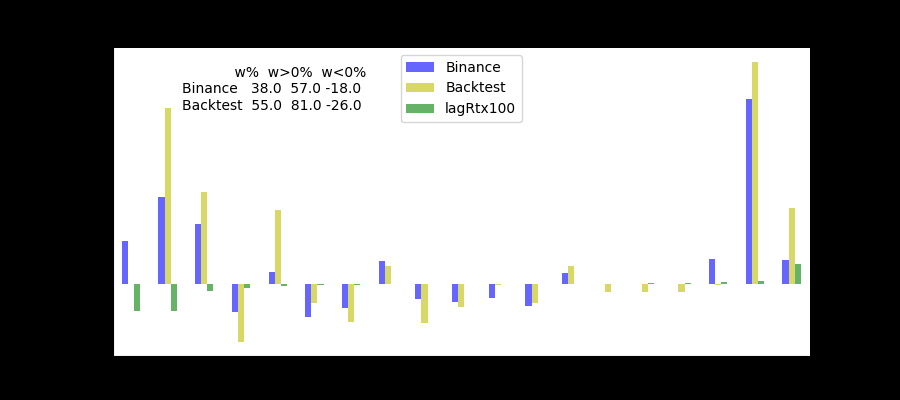 w% w>0% w<0%
Binance 38.0 57.0 -18.0
Backtest 55.0 81.0 -26.0
Binance
Backtest
lagRtx100